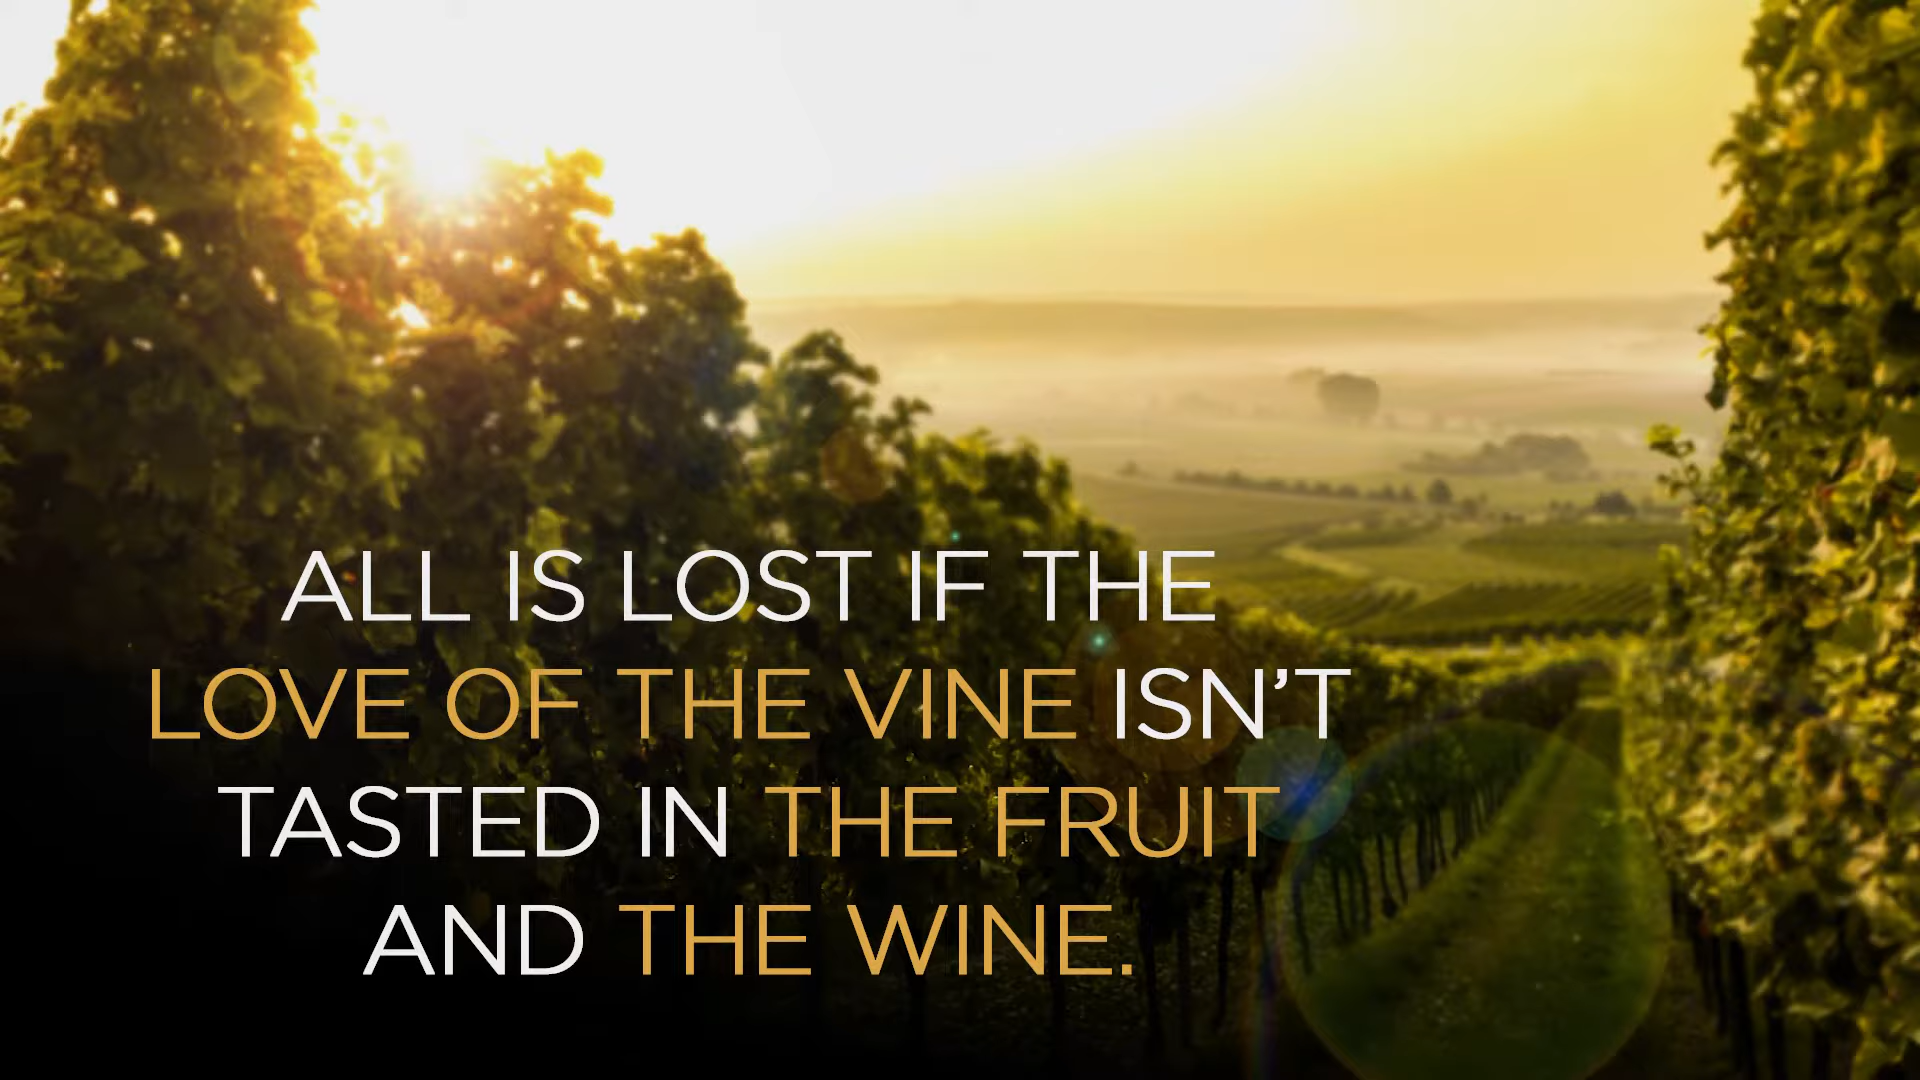 ALL IS LOST IF THE
LOVE OF THE VINE ISN’T
TASTED IN THE FRUIT
AND THE WINE.